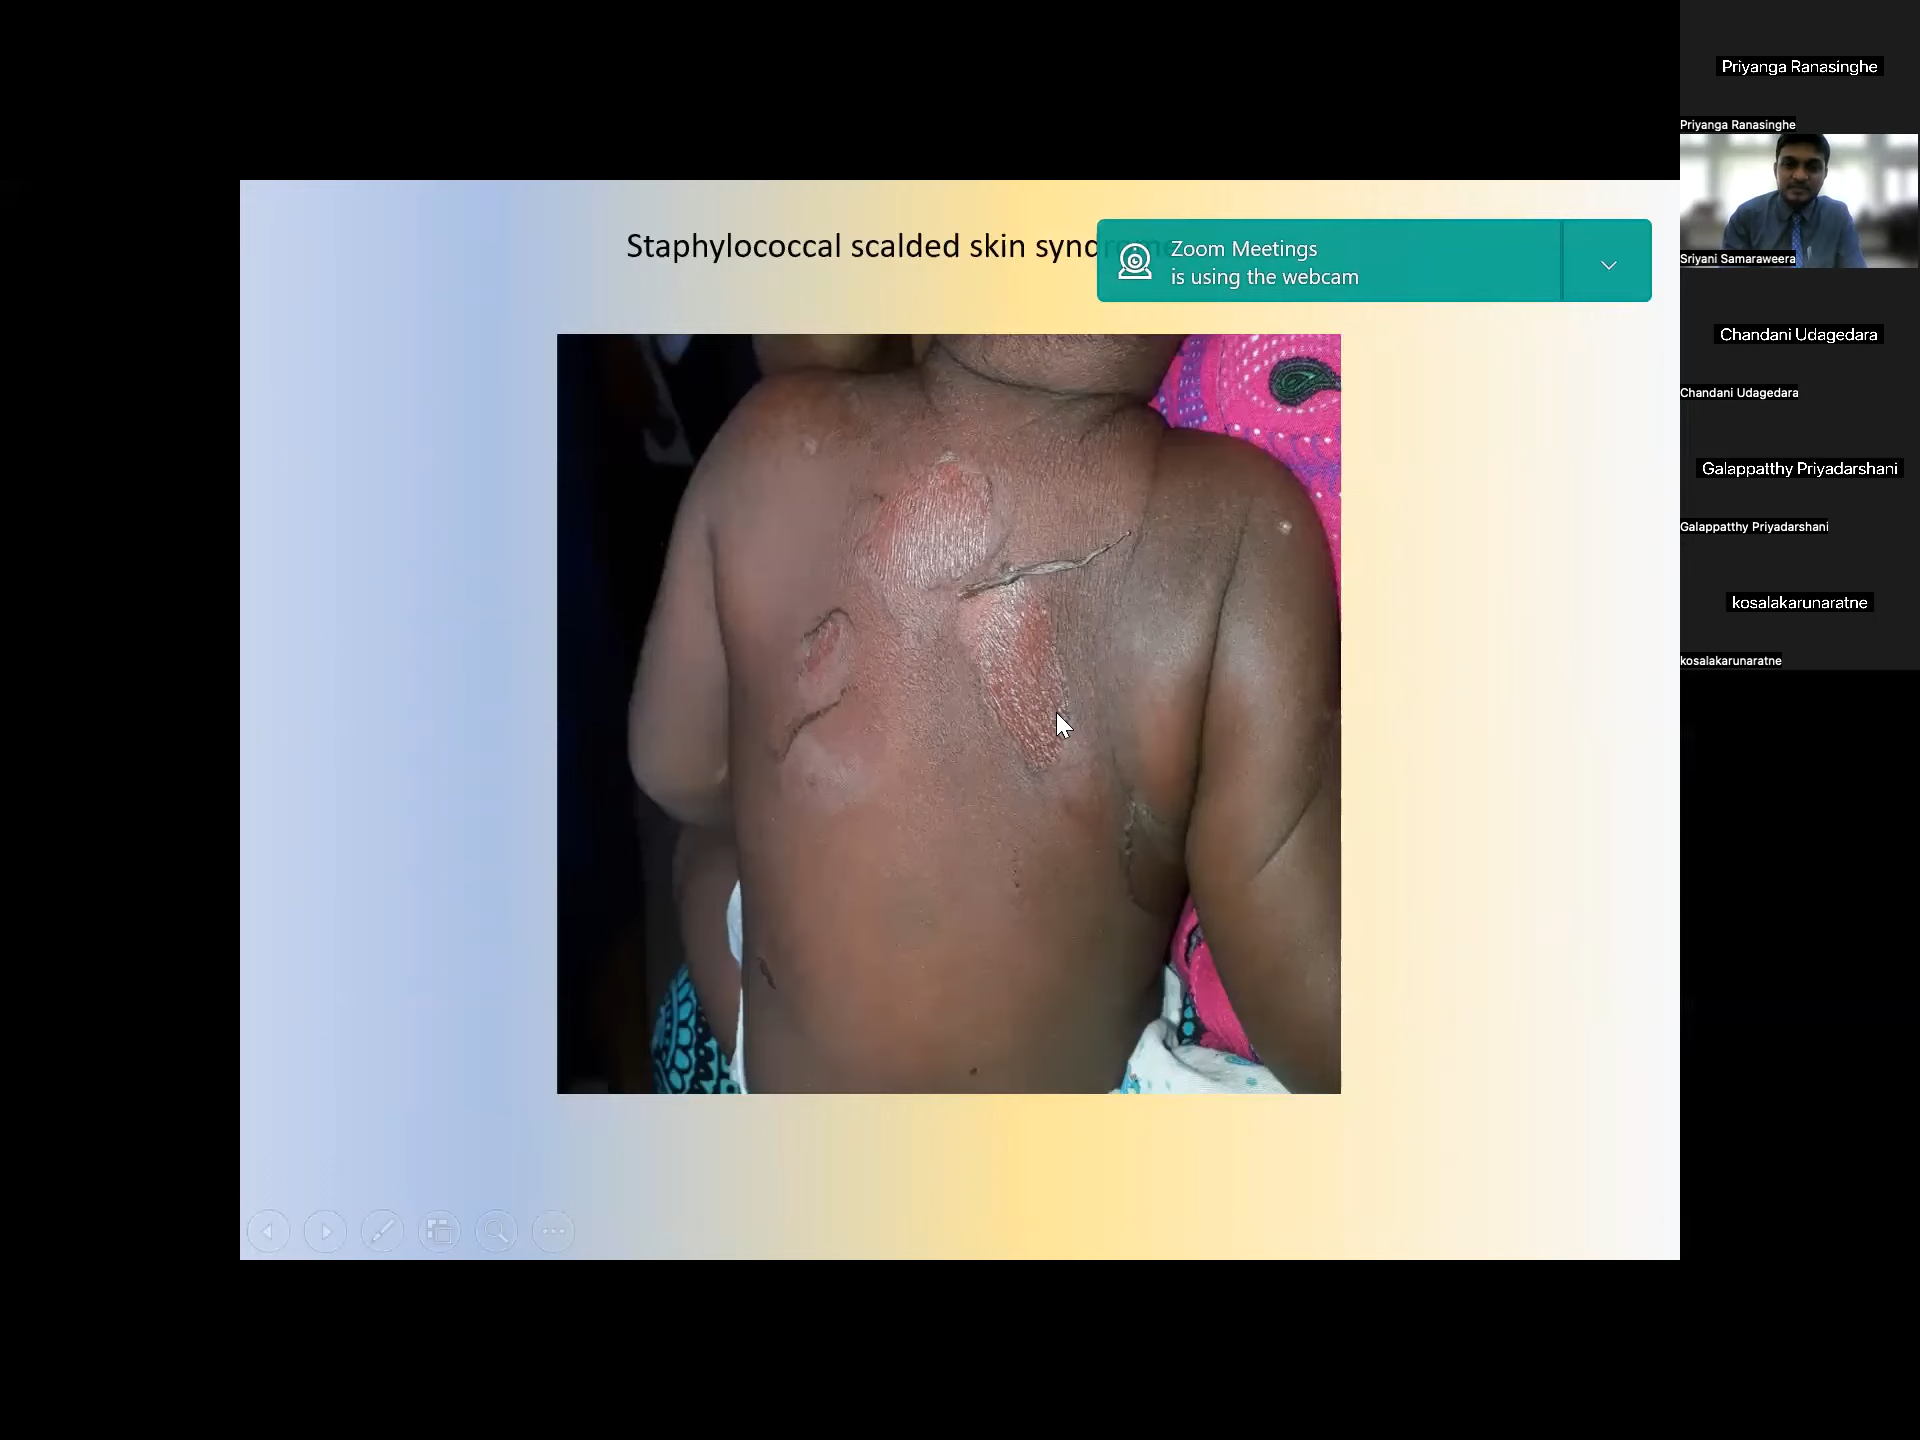 Staphylococcal scalded skin syndrome
Zoom Meetings
is using the webcam
Priyanga Ranasinghe
Priyanga Ranasinghe
Sriyani Samaraweera
Chandani Udagedara
Chandani Udagedara
Galappatthy Priyadarshani
Galappatthy Priyadarshani
kosalakarunaratne
kosalakarunaratne